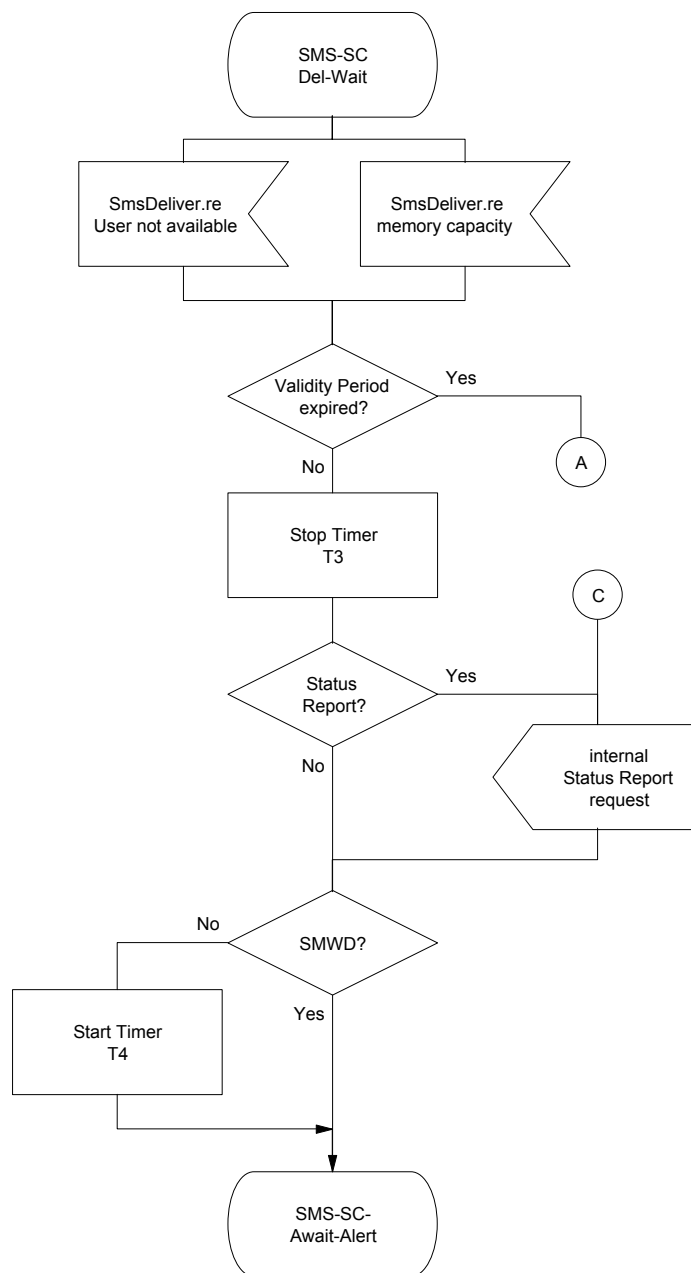 SMS-SC
Del-Wait
SmsDeliver.re
User not available
SmsDeliver.re
memory capacity
Validity Period
expired?
Yes
A
No
Stop Timer
T3
C
Status
Report?
Yes
No
internal
Status Report
request
No
SMWD?
Yes
Start Timer
T4
SMS-SC-
Await-Alert